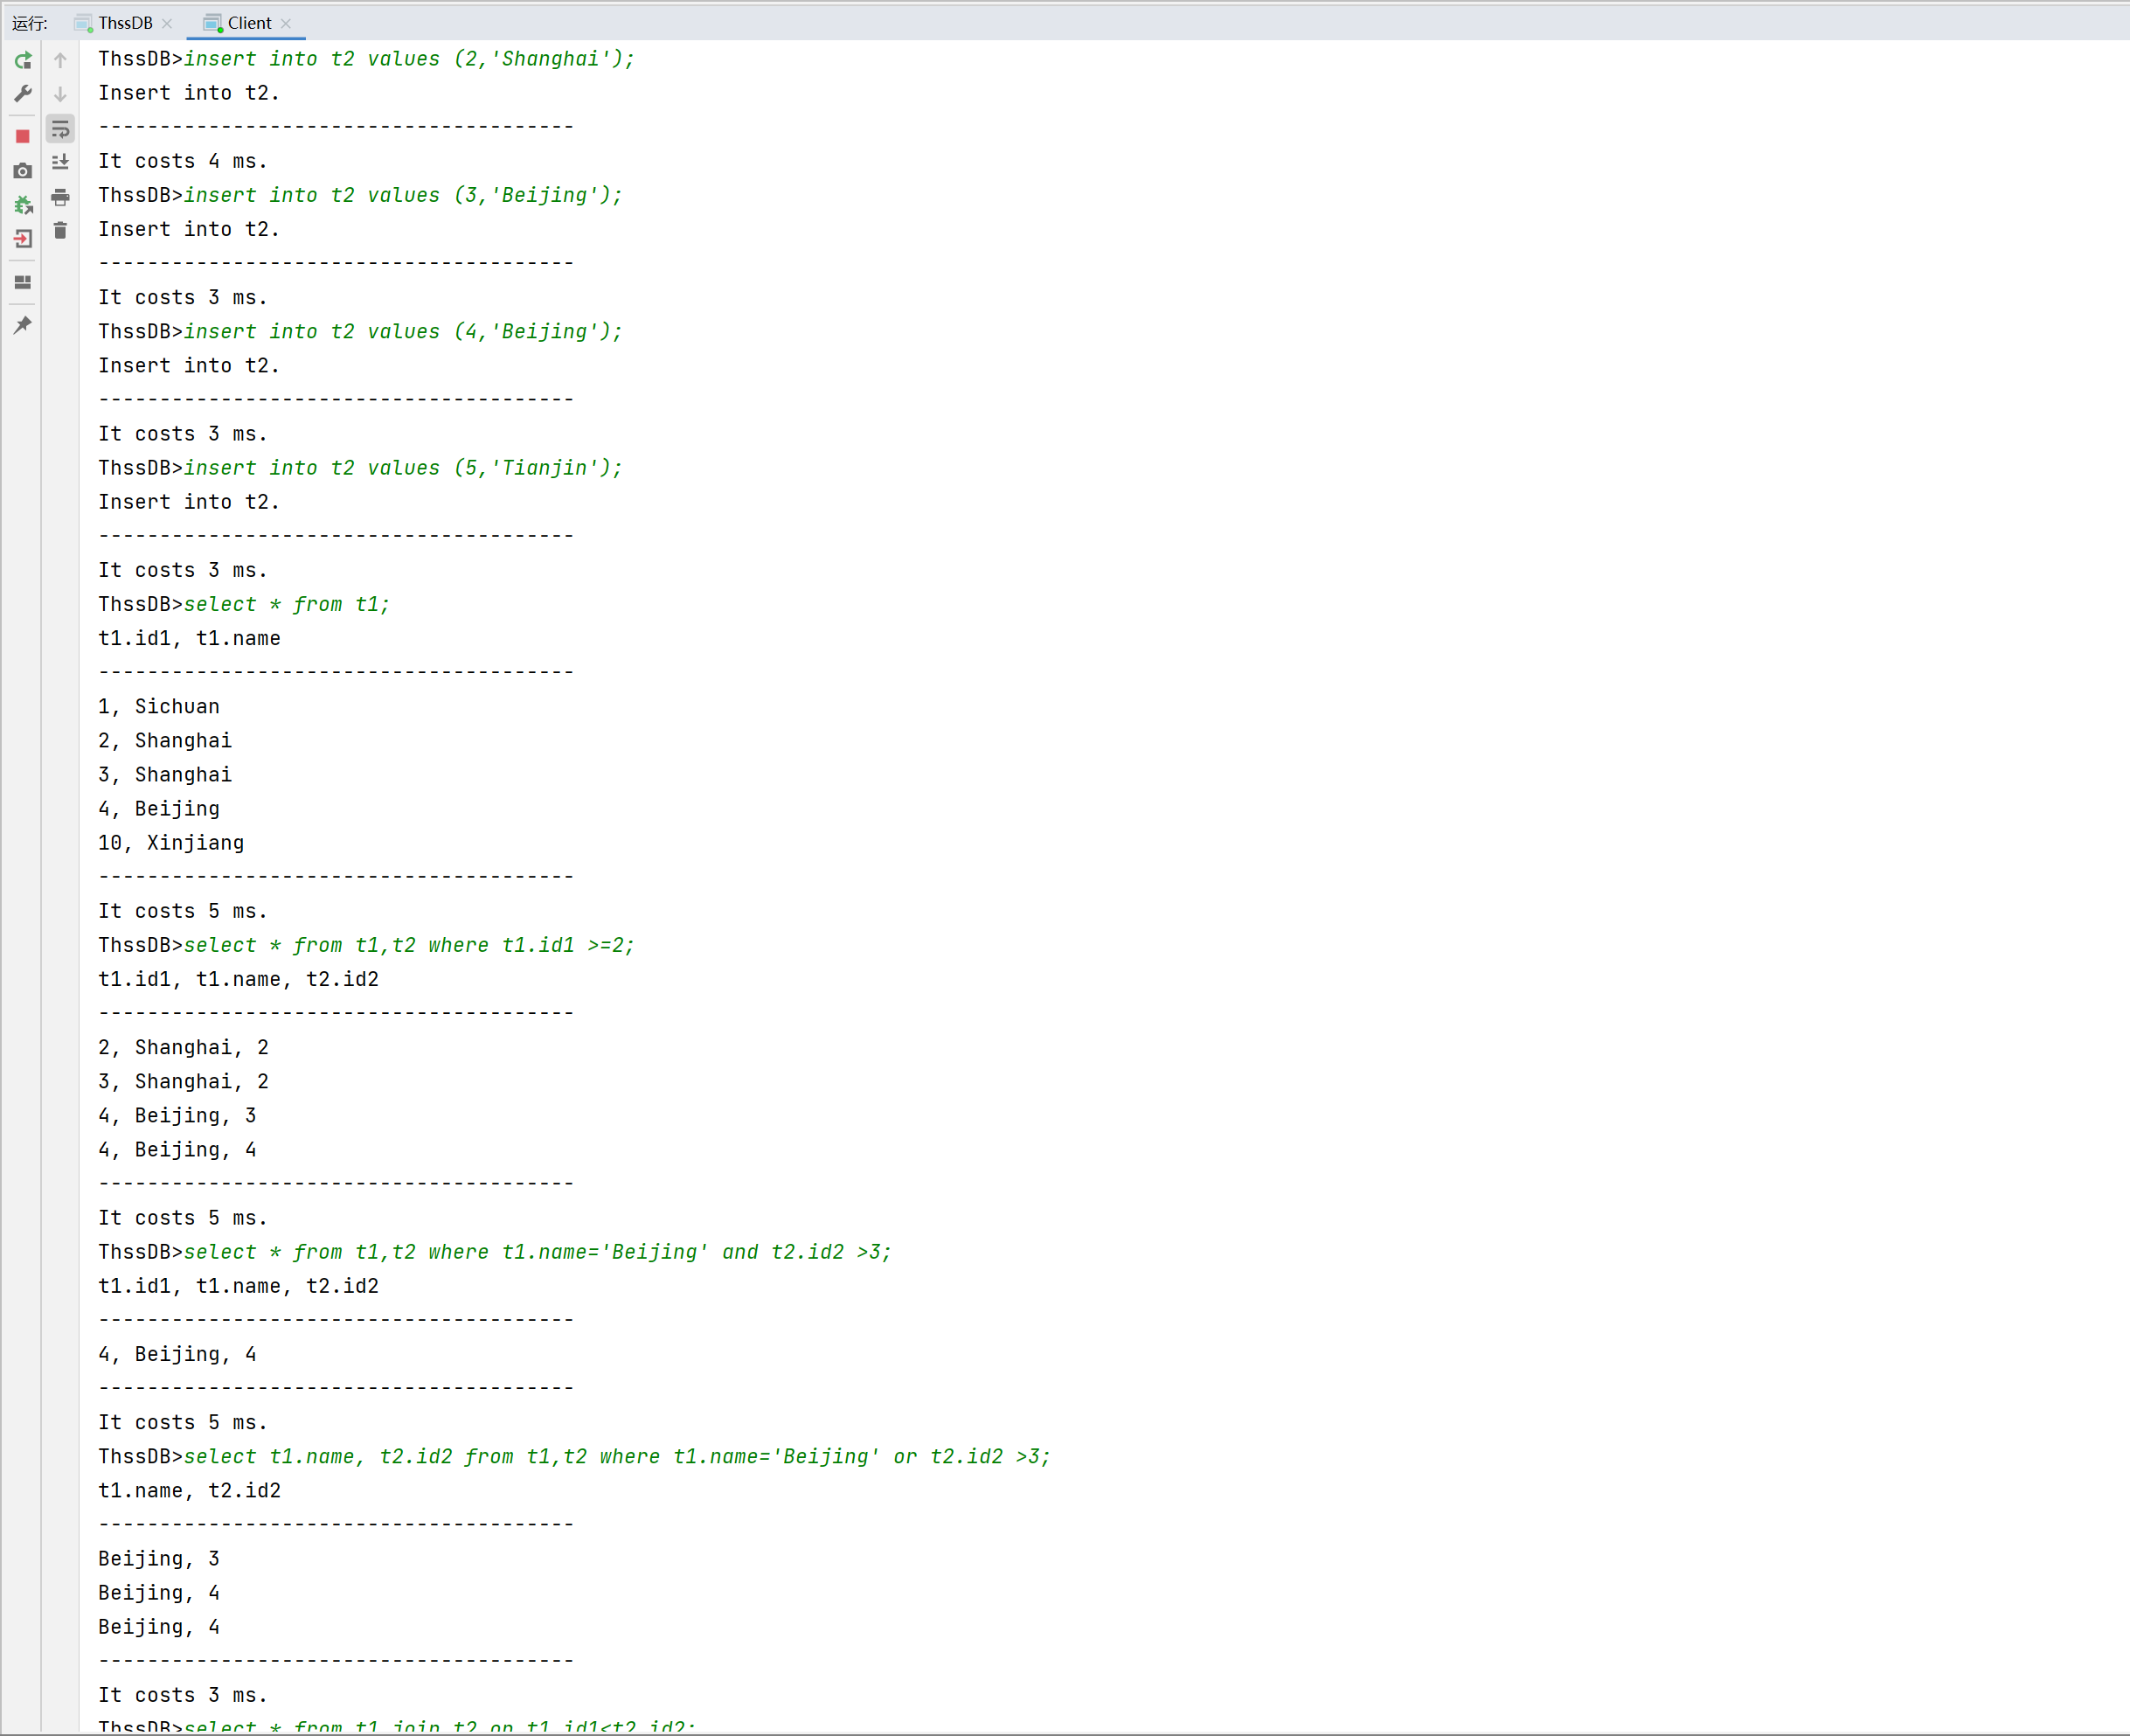 运行: ThssDB Client
ThssDB>insert into t2 values (2,'Shanghai');
Insert into t2.
---------------------------------------
It costs 4 ms.
ThssDB>insert into t2 values (3,'Beijing');
Insert into t2.
---------------------------------------
It costs 3 ms.
ThssDB>insert into t2 values (4,'Beijing');
Insert into t2.
---------------------------------------
It costs 3 ms.
ThssDB>insert into t2 values (5,'Tianjin');
Insert into t2.
---------------------------------------
It costs 3 ms.
ThssDB>select * from t1;
t1.id1, t1.name
---------------------------------------
1, Sichuan
2, Shanghai
3, Shanghai
4, Beijing
10, Xinjiang
---------------------------------------
It costs 5 ms.
ThssDB>select * from t1,t2 where t1.id1 >=2;
t1.id1, t1.name, t2.id2
---------------------------------------
2, Shanghai, 2
3, Shanghai, 2
4, Beijing, 3
4, Beijing, 4
---------------------------------------
It costs 5 ms.
ThssDB>select * from t1,t2 where t1.name='Beijing' and t2.id2 >3;
t1.id1, t1.name, t2.id2
---------------------------------------
4, Beijing, 4
---------------------------------------
It costs 5 ms.
ThssDB>select t1.name, t2.id2 from t1,t2 where t1.name='Beijing' or t2.id2 >3;
t1.name, t2.id2
---------------------------------------
Beijing, 3
Beijing, 4
Beijing, 4
---------------------------------------
It costs 3 ms.
ThssDB>select * from t1 join t2 on t1.id1<t2.id2;